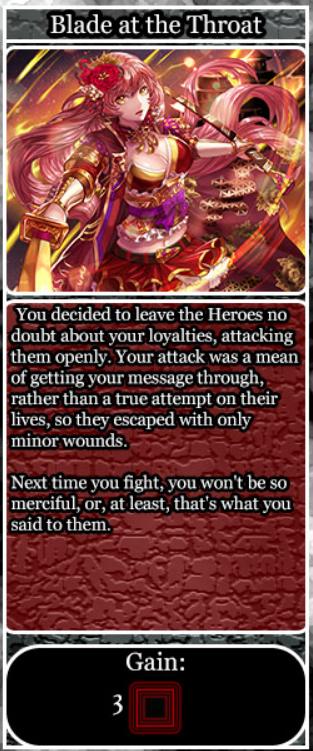 Blade at the Throat
You decided to leave the Heroes no
doubt about your loyalties, attacking
them openly. Your attack was a mean
of getting your message through,
rather than a true attempt on their
lives, so they escaped with only
minor wounds.
Next time you fight, you won't be so
merciful, or, at least, that's what you
said to them.
Gain:
3